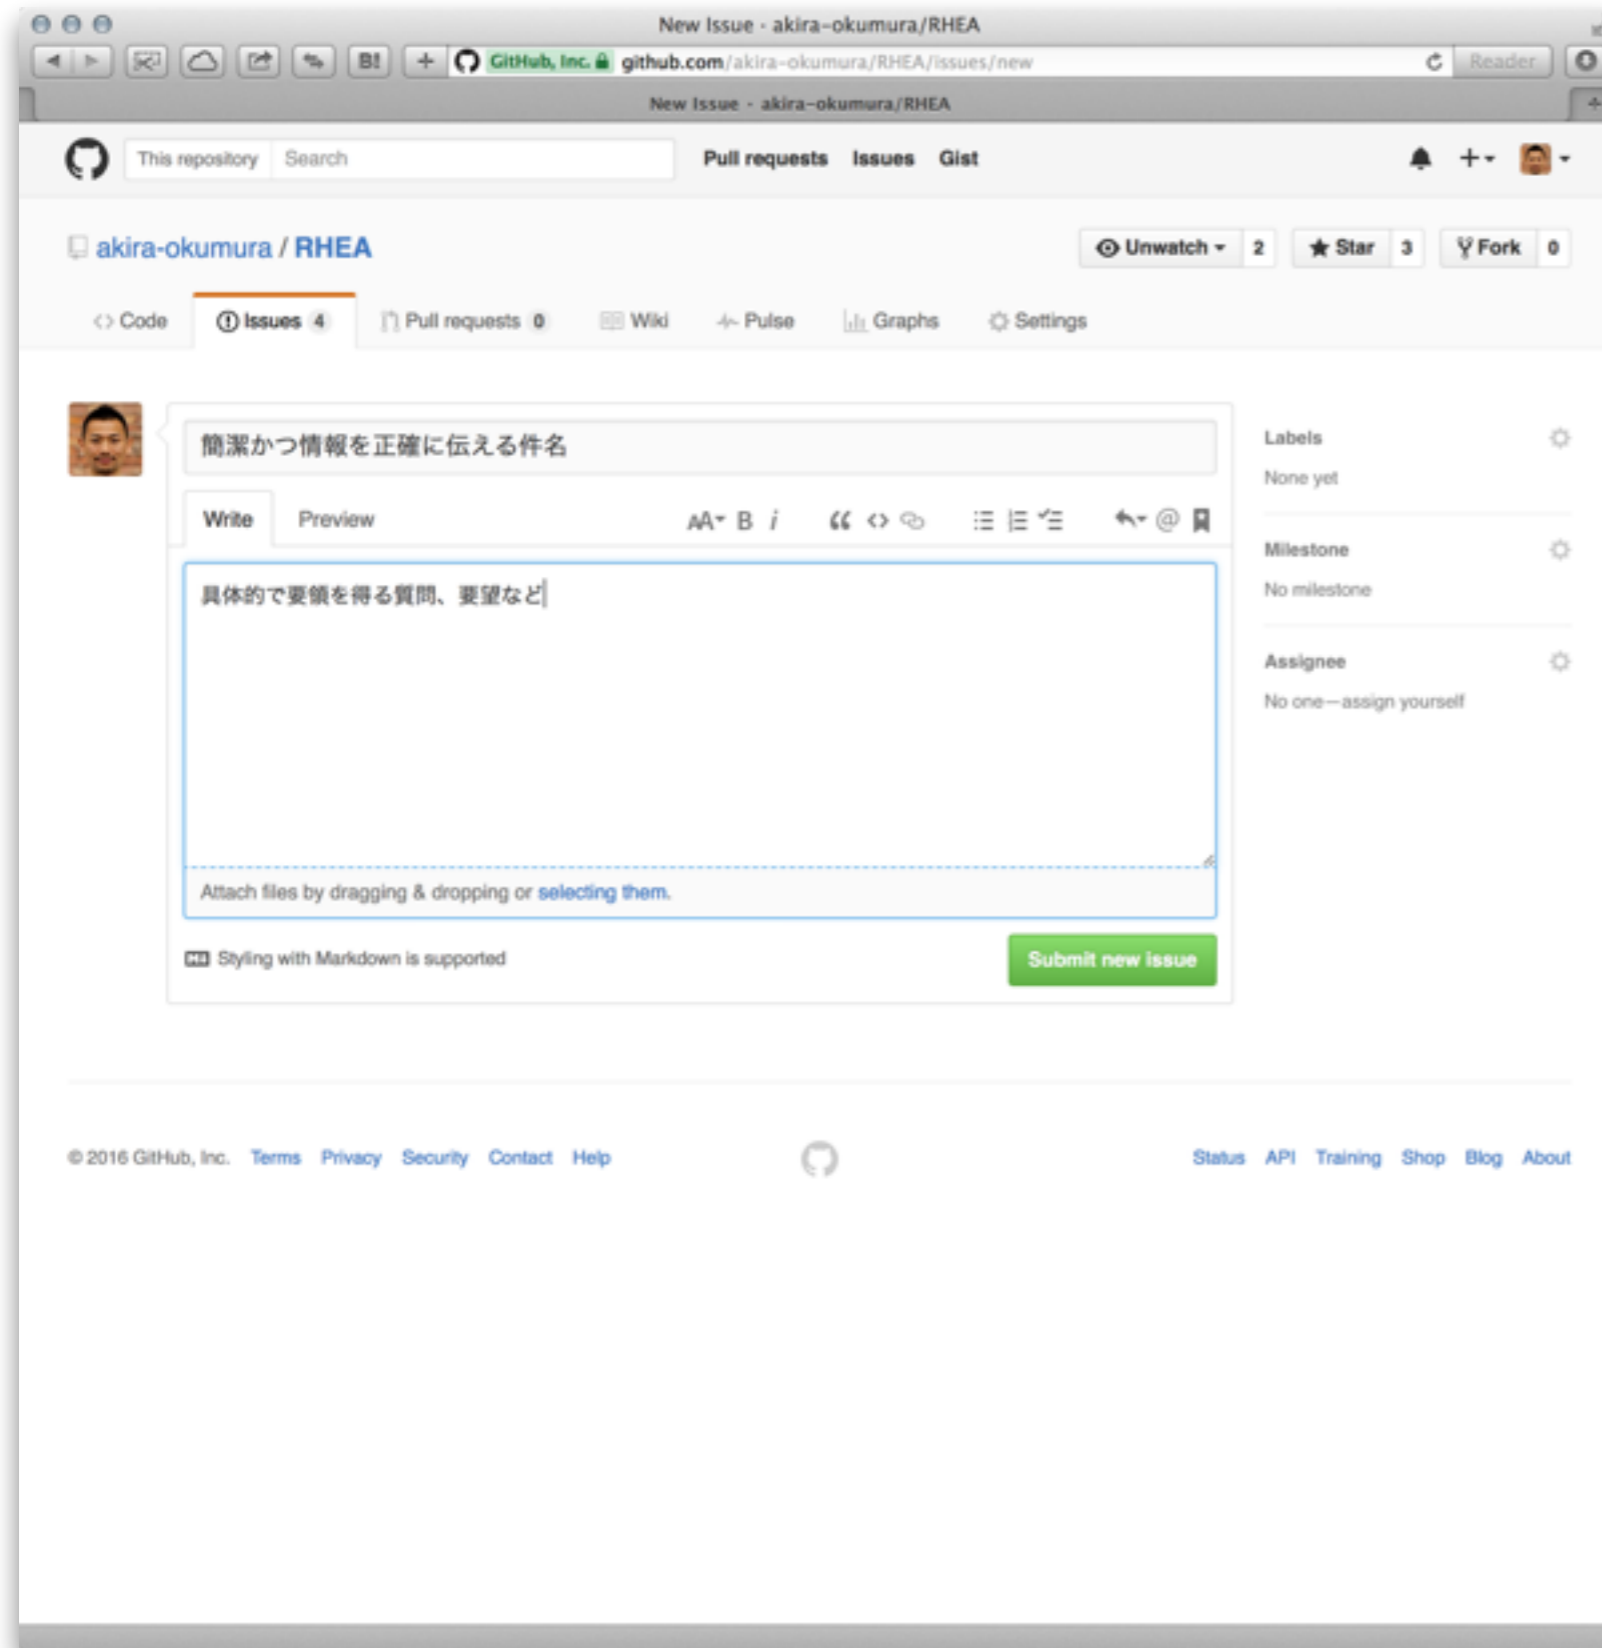 New Issue - akira-okumura/RHEA
B! + GitHub, Inc. github.com/akira-okumura/RHEA/issues/new Reader
New Issue - akira-okumura/RHEA
This repository Search Pull requests Issues Gist
akira-okumura / RHEA Unwatch 2 Star 3 Fork 0
Code Issues 4 Pull requests 0 Wiki Pulse Graphs Settings
簡潔かつ情報を正確に伝える件名
Write Preview AA B i “ <> @
具体的で要領を得る質問、要望など
Attach files by dragging & dropping or selecting them.
Styling with Markdown is supported Submit new issue
Labels
None yet
Milestone
No milestone
Assignee
No one—assign yourself
© 2016 GitHub, Inc. Terms Privacy Security Contact Help Status API Training Shop Blog About